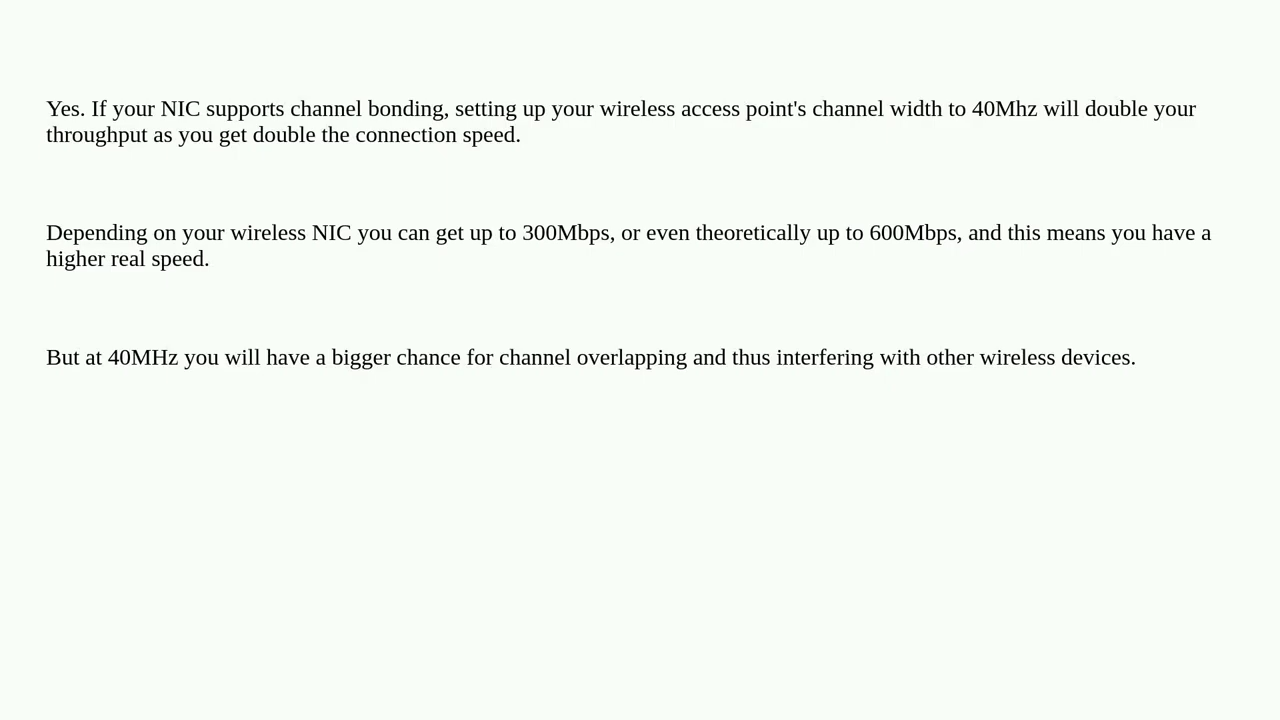 Yes. If your NIC supports channel bonding, setting up your wireless access point's channel width to 40Mhz will double your
throughput as you get double the connection speed.
Depending on your wireless NIC you can get up to 300Mbps, or even theoretically up to 600Mbps, and this means you have a
higher real speed.
But at 40MHz you will have a bigger chance for channel overlapping and thus interfering with other wireless devices.